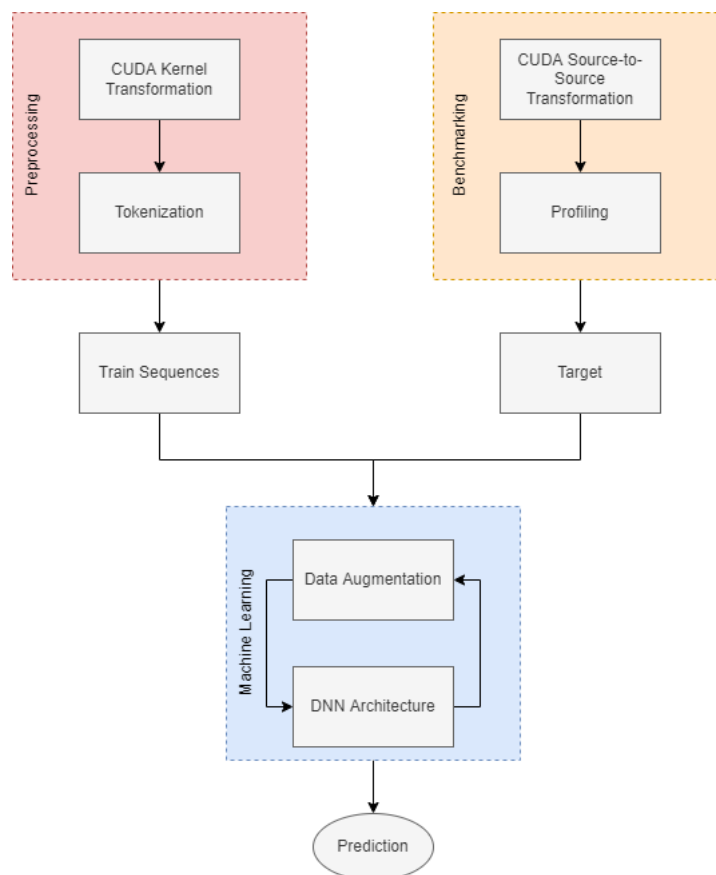 Preprocessing
CUDA Kernel
Transformation
Tokenization
Benchmarking
CUDA Source-to-
Source
Transformation
Profiling
Train Sequences
Target
Machine Learning
Data Augmentation
DNN Architecture
Prediction